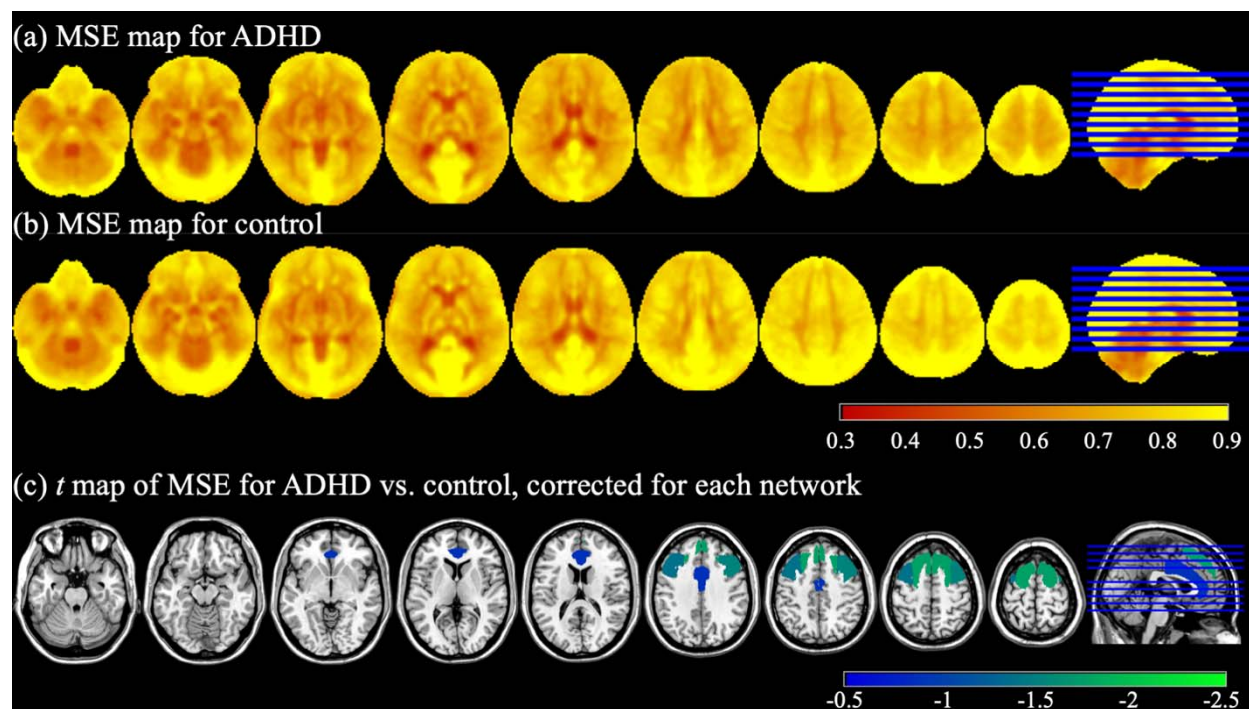 (a) MSE map for ADHD
(b) MSE map for control
0.3 0.4 0.5 0.6 0.7 0.8 0.9
(c) t map of MSE for ADHD vs. control, corrected for each network
-0.5 -1 -1.5 -2 -2.5